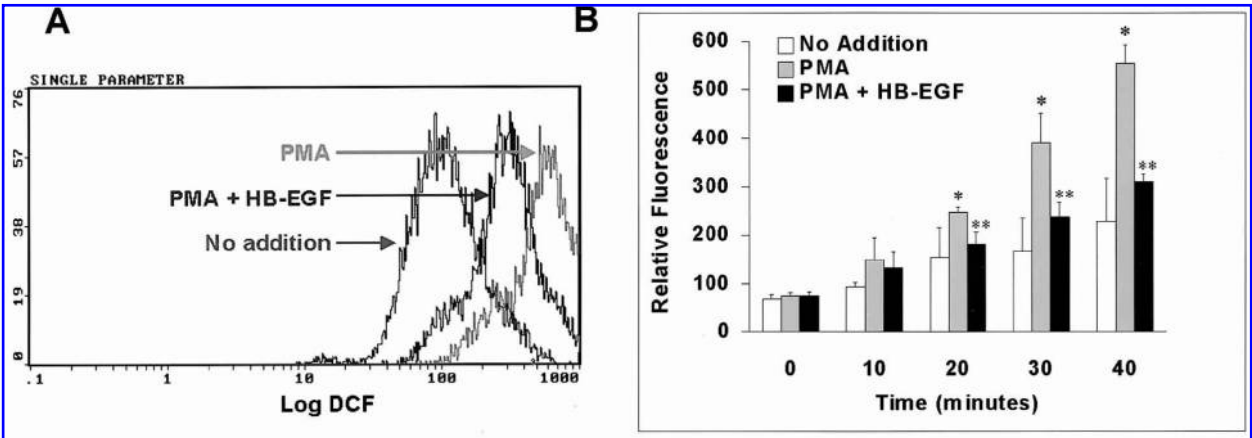 A
SINGLE PARAMETER
76
57
38
19
0
PMA
PMA + HB-EGF
No addition
.1 1 10 100 1000
Log DCF
B
No Addition
PMA
PMA + HB-EGF
Relative Fluorescence
600
500
400
300
200
100
0
* ** * ** * **
0 10 20 30 40
Time (minutes)